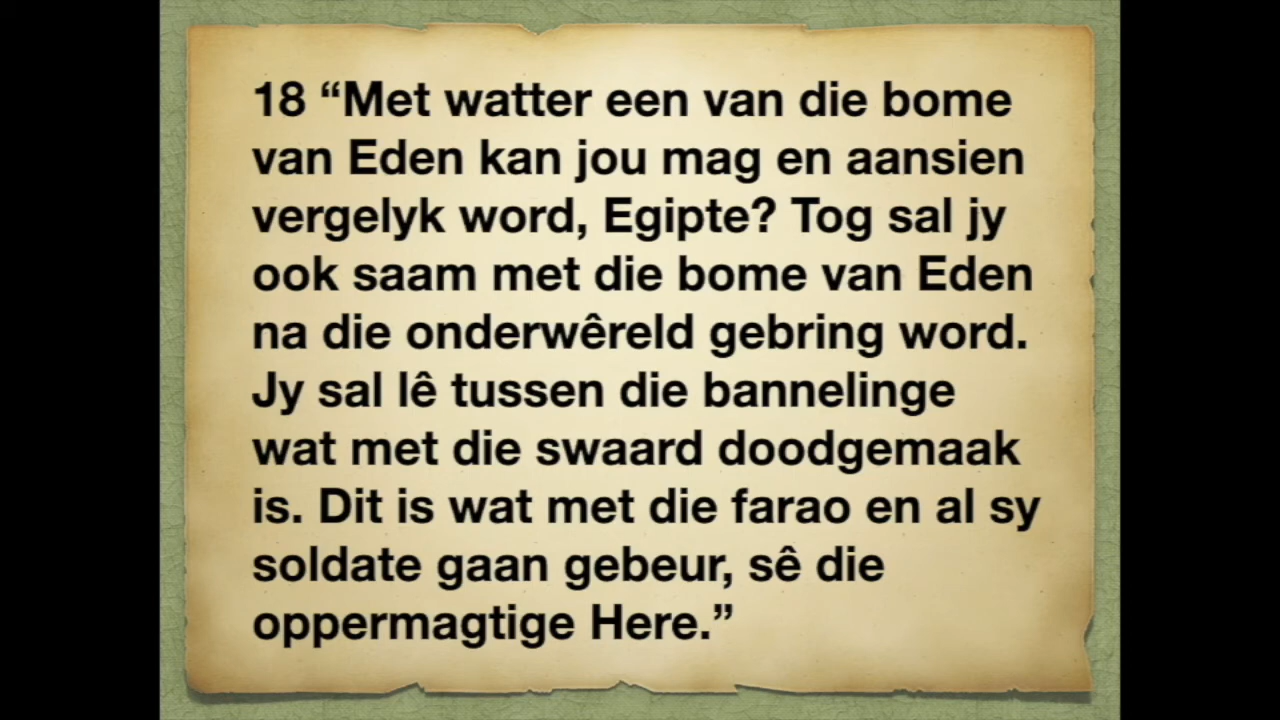 18 “Met watter een van die bome
van Eden kan jou mag en aansien
vergelyk word, Egipte? Tog sal jy
ook saam met die bome van Eden
na die onderwêreld gebring word.
Jy sal lê tussen die bannelinge
wat met die swaard doodgemaak
is. Dit is wat met die farao en al sy
soldate gaan gebeur, sê die
oppermagtige Here.”